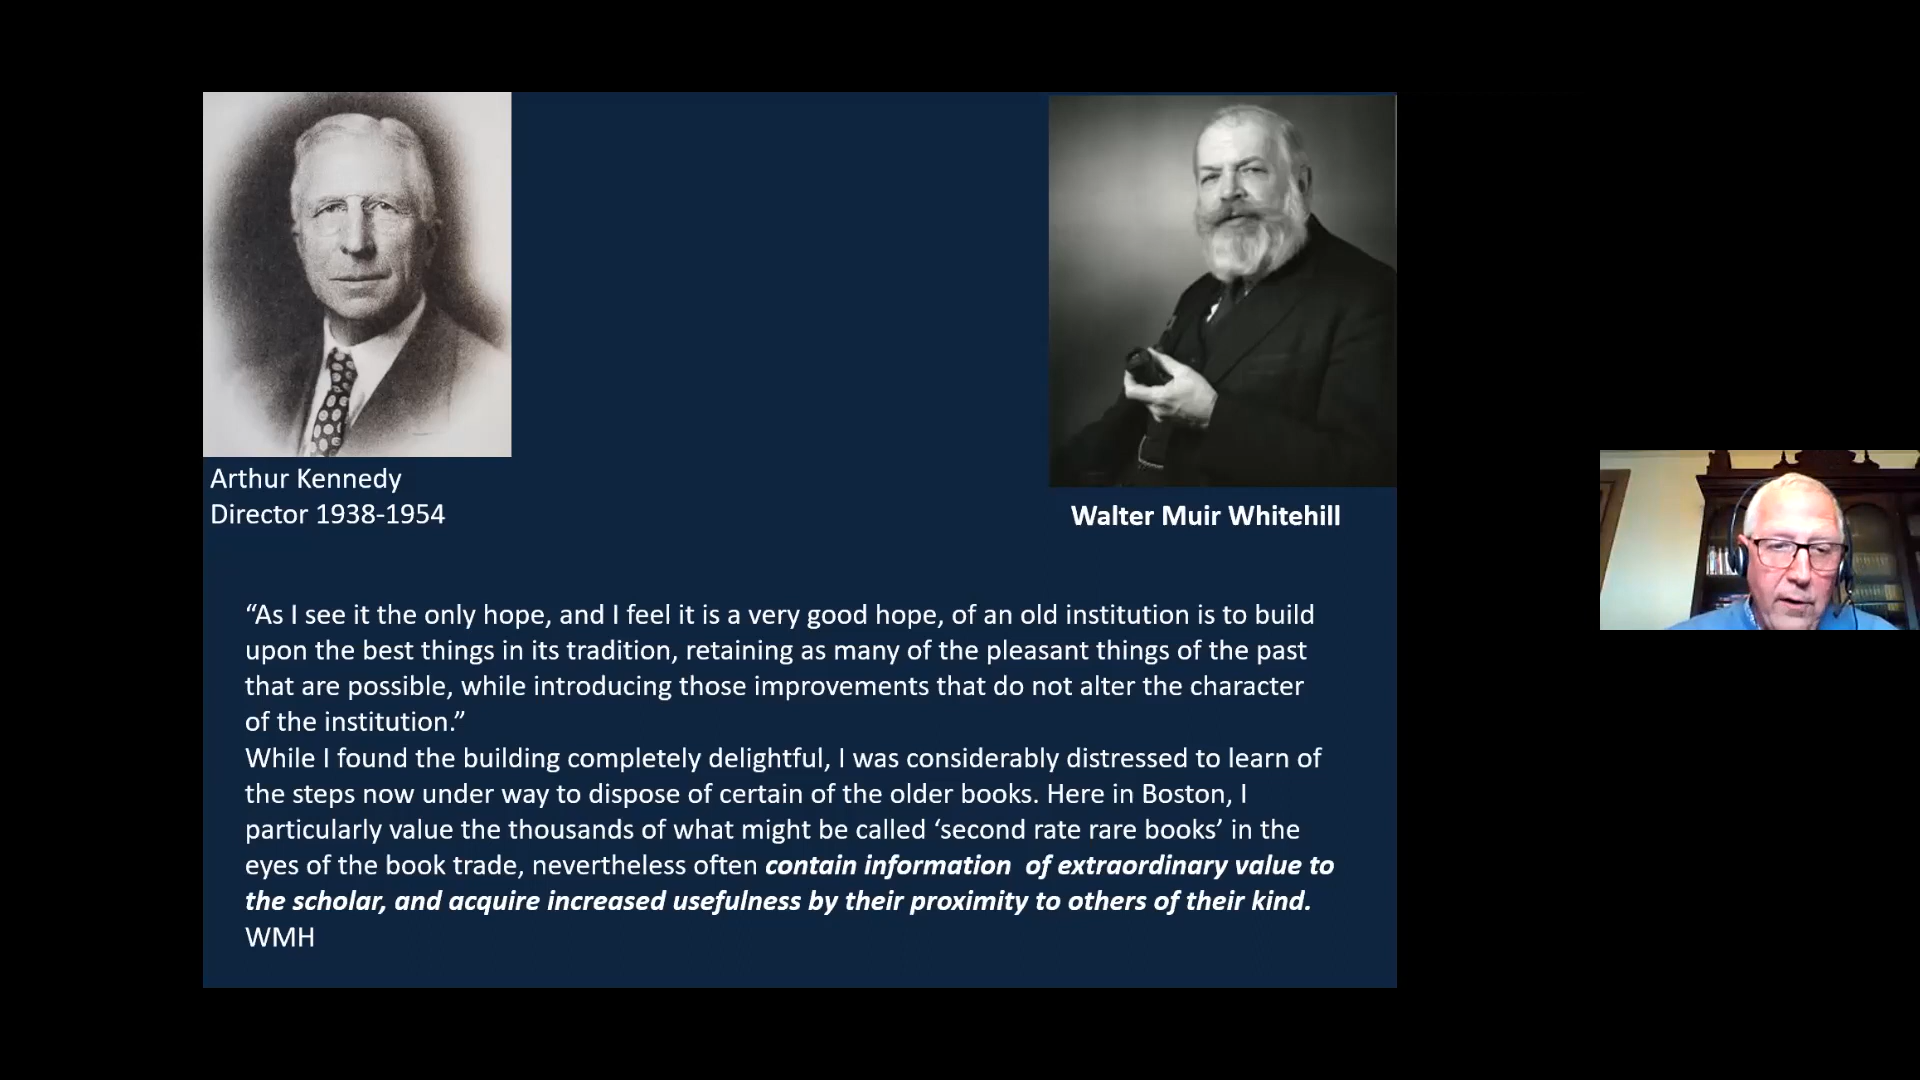 Arthur Kennedy
Director 1938-1954
Walter Muir Whitehill
“As I see it the only hope, and I feel it is a very good hope, of an old institution is to build
upon the best things in its tradition, retaining as many of the pleasant things of the past
that are possible, while introducing those improvements that do not alter the character
of the institution.”
While I found the building completely delightful, I was considerably distressed to learn of
the steps now under way to dispose of certain of the older books. Here in Boston, I
particularly value the thousands of what might be called ‘second rate rare books’ in the
eyes of the book trade, nevertheless often contain information  of extraordinary value to
the scholar, and acquire increased usefulness by their proximity to others of their kind.
WMH